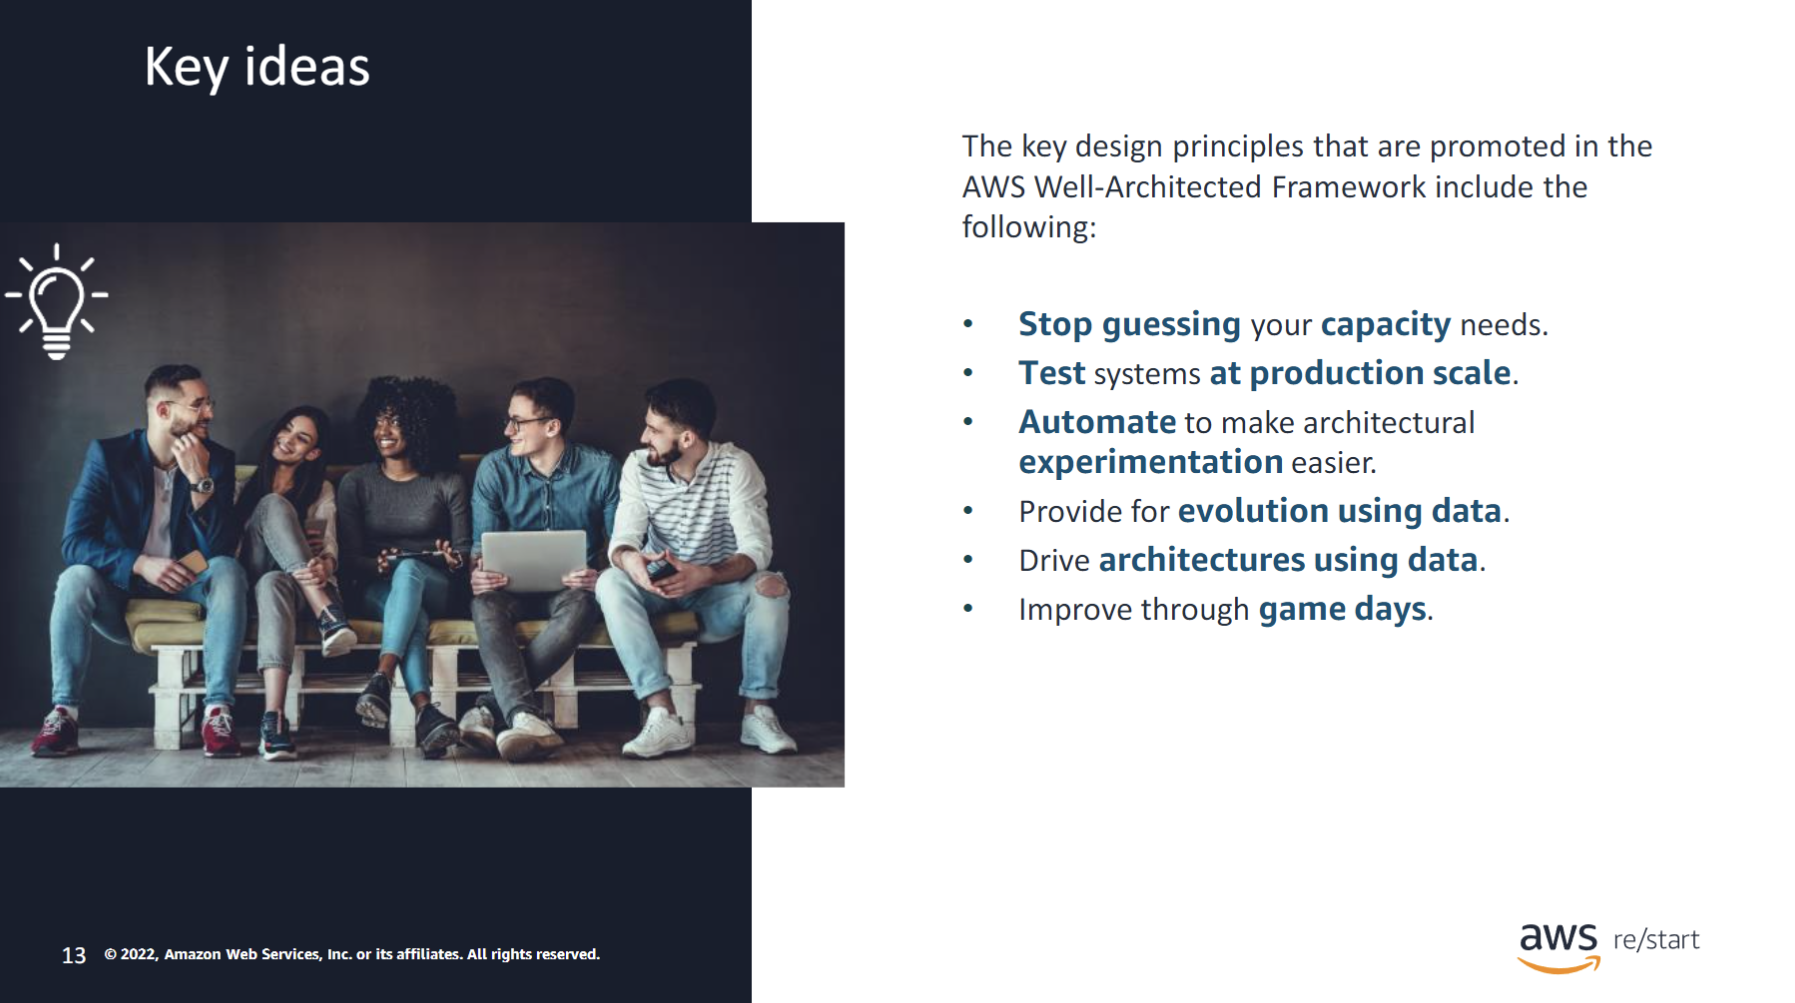 Key ideas
The key design principles that are promoted in the
AWS Well-Architected Framework include the
following:
• Stop guessing your capacity needs.
• Test systems at production scale.
• Automate to make architectural
experimentation easier.
• Provide for evolution using data.
• Drive architectures using data.
• Improve through game days.
13 © 2022, Amazon Web Services, Inc. or its affiliates. All rights reserved.
aws re/start